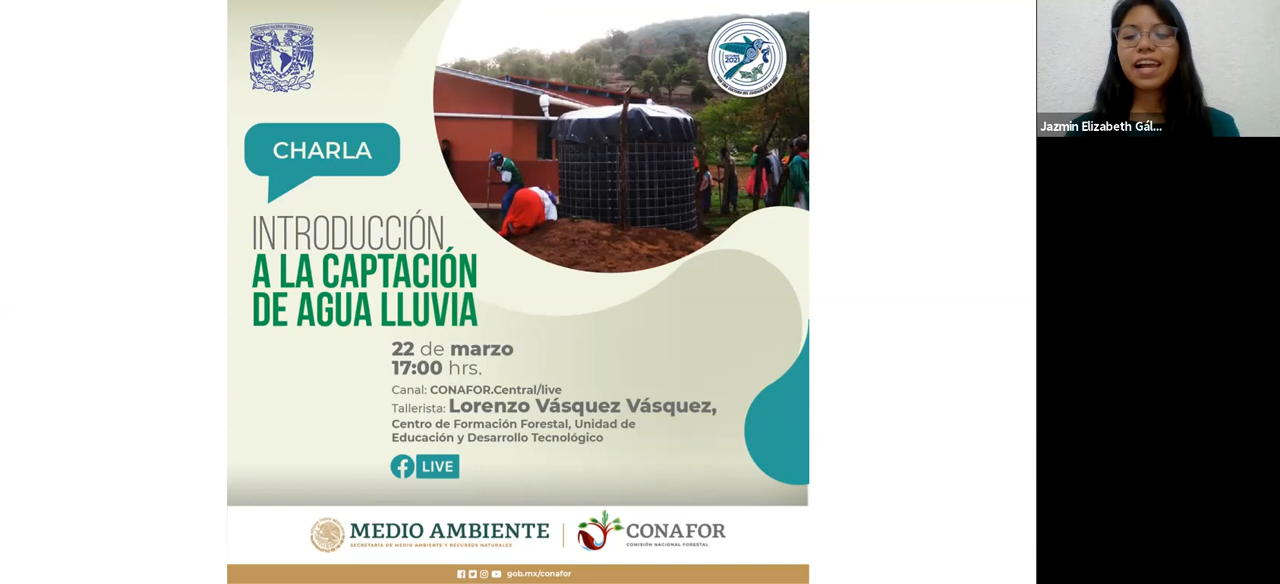 CHARLA
INTRODUCCIÓN
A LA CAPTACIÓN
DE AGUA LLUVIA
22 de marzo
17:00 hrs.
Canal: CONAFOR.Central/live
Tallerista: Lorenzo Vásquez Vásquez,
Centro de Formación Forestal, Unidad de
Educación y Desarrollo Tecnológico
LIVE
MEDIO AMBIENTE
SECRETARÍA DE MEDIO AMBIENTE Y RECURSOS NATURALES
CONAFOR
COMISIÓN NACIONAL FORESTAL
gob.mx/conafor
2021
Jazmin Elizabeth Gál...